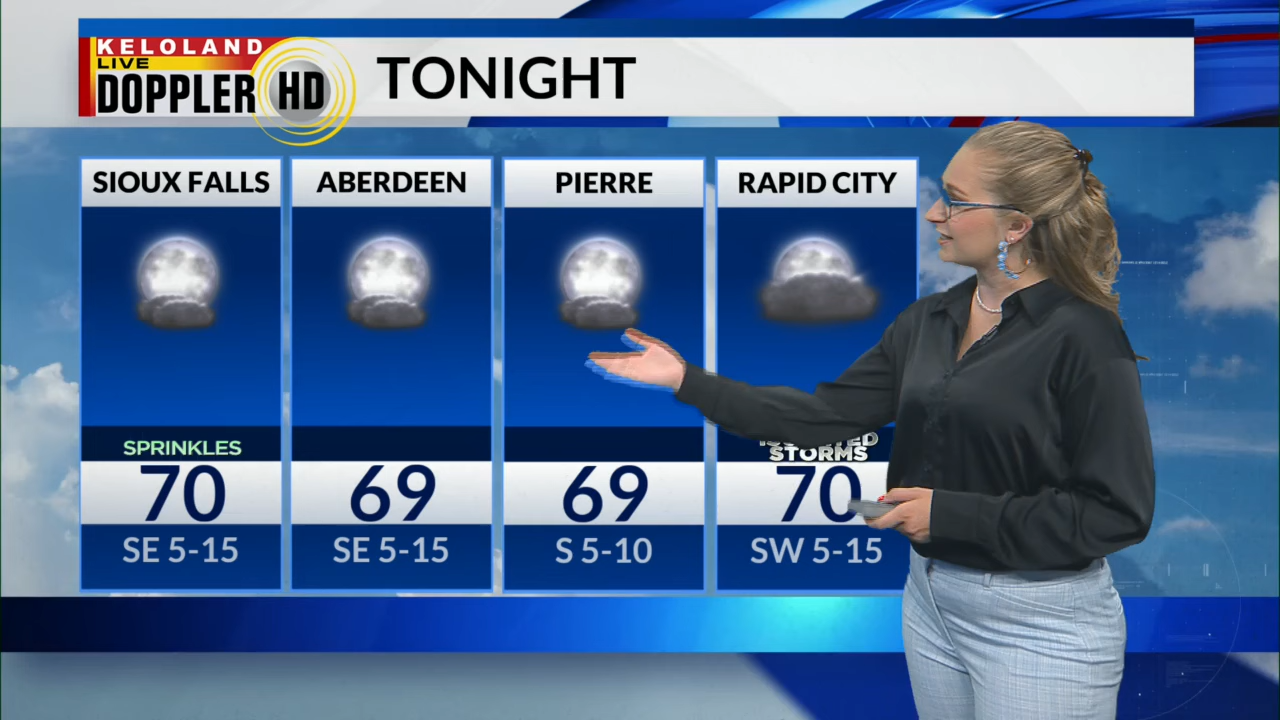 KELOLAND
LIVE
DOPPLER HD
TONIGHT
SIOUX FALLS
ABERDEEN
PIERRE
RAPID CITY
SPRINKLES
STORMS
70
69
69
70
SE 5-15
SE 5-15
S 5-10
SW 5-15